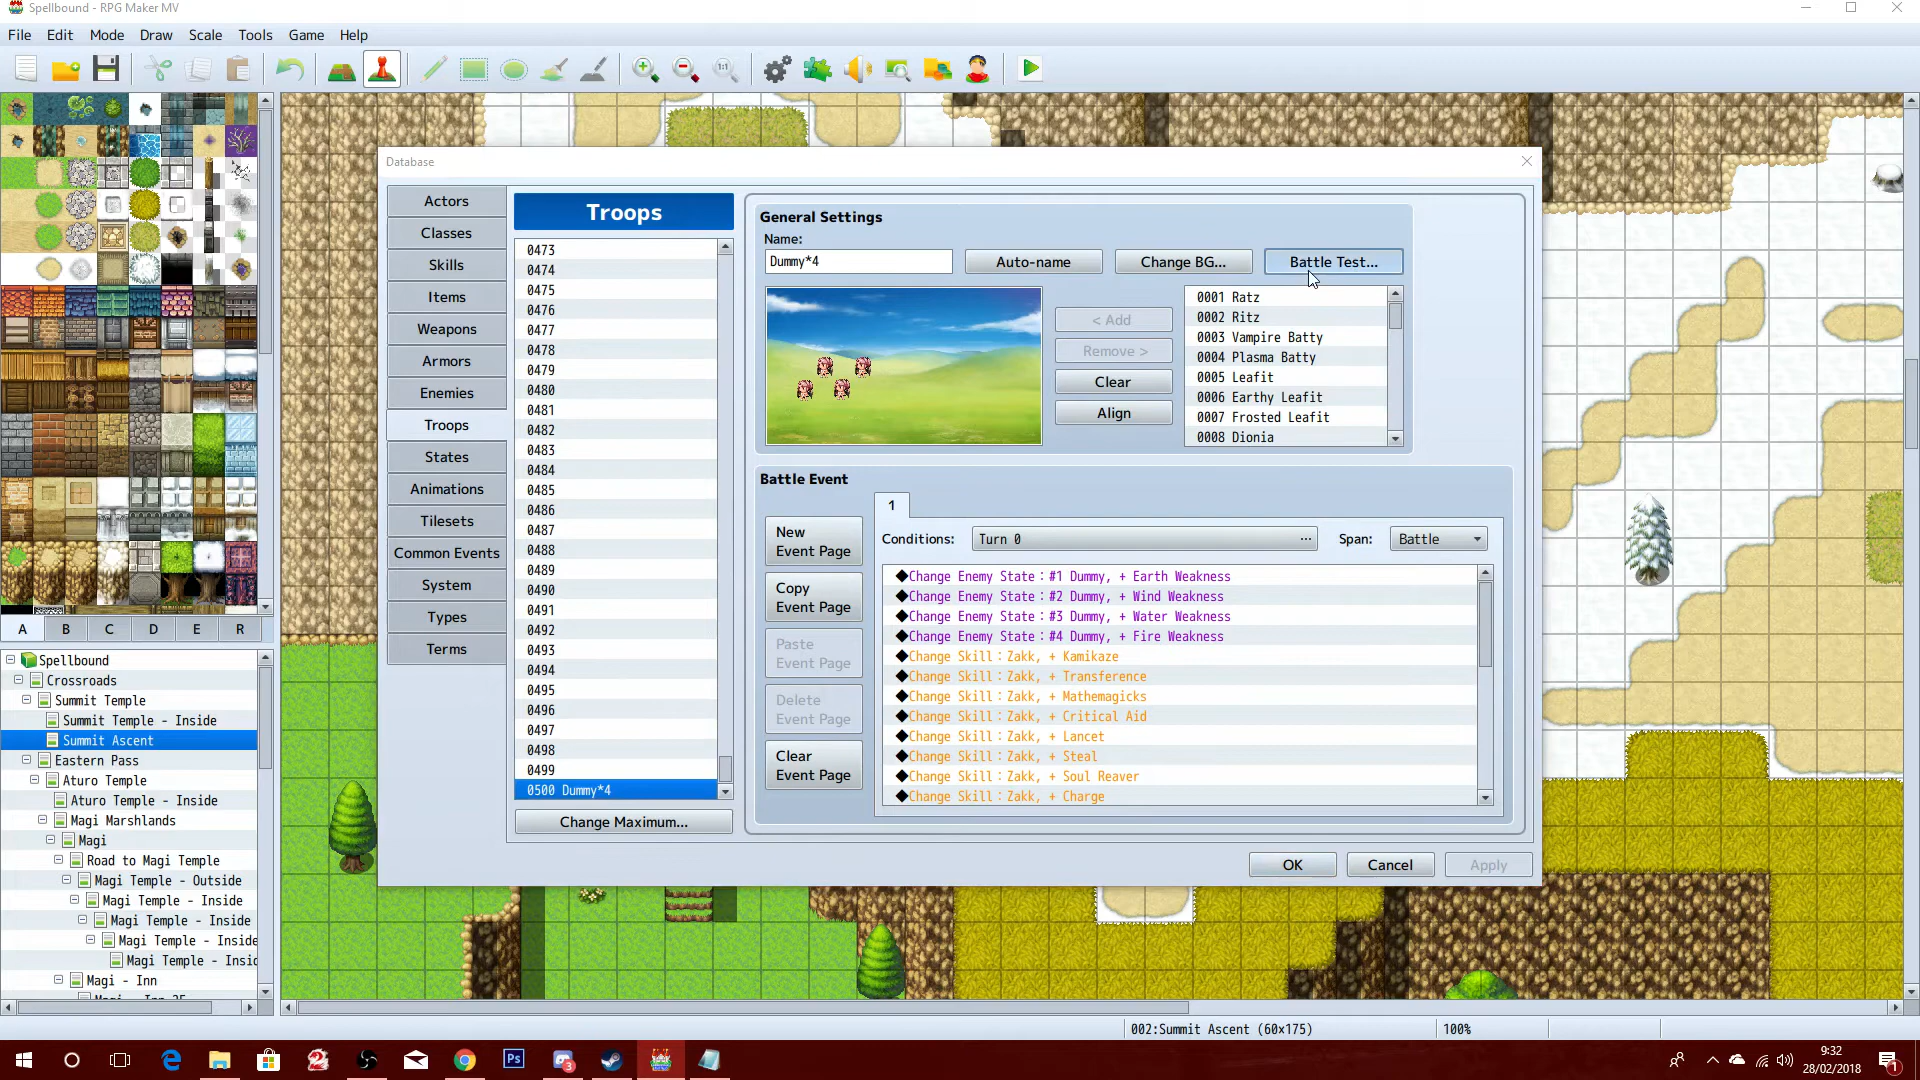 Spellbound - RPG Maker MV
File Edit Mode Draw Scale Tools Game Help
1:1
Database
Actors
Classes
Skills
Items
Weapons
Armors
Enemies
Troops
States
Animations
Tilesets
Common Events
System
Types
Terms
Troops
0473
0474
0475
0476
0477
0478
0479
0480
0481
0482
0483
0484
0485
0486
0487
0488
0489
0490
0491
0492
0493
0494
0495
0496
0497
0498
0499
0500 Dummy*4
Change Maximum...
General Settings
Name:
Dummy*4
Auto-name
Change BG...
Battle Test...
< Add
Remove >
Clear
Align
0001 Ratz
0002 Ritz
0003 Vampire Batty
0004 Plasma Batty
0005 Leafit
0006 Earthy Leafit
0007 Frosted Leafit
0008 Dionia
Battle Event
1
New
Event Page
Copy
Event Page
Paste
Event Page
Delete
Event Page
Clear
Event Page
Conditions: Turn 0 ... Span: Battle
◆Change Enemy State：#1 Dummy, + Earth Weakness
◆Change Enemy State：#2 Dummy, + Wind Weakness
◆Change Enemy State：#3 Dummy, + Water Weakness
◆Change Enemy State：#4 Dummy, + Fire Weakness
◆Change Skill：Zakk, + Kamikaze
◆Change Skill：Zakk, + Transference
◆Change Skill：Zakk, + Mathemagicks
◆Change Skill：Zakk, + Critical Aid
◆Change Skill：Zakk, + Lancet
◆Change Skill：Zakk, + Steal
◆Change Skill：Zakk, + Soul Reaver
◆Change Skill：Zakk, + Charge
OK Cancel Apply
A B C D E R
Spellbound
Crossroads
Summit Temple
Summit Temple - Inside
Summit Ascent
Eastern Pass
Aturo Temple
Aturo Temple - Inside
Magi Marshlands
Magi
Road to Magi Temple
Magi Temple - Outside
Magi Temple - Inside
Magi Temple - Inside
Magi Temple - Inside
Magi Temple - Insid
Magi - Inn
Magi - Inn 2F
002:Summit Ascent (60x175)
100%
Ps
3
9:32
28/02/2018
1